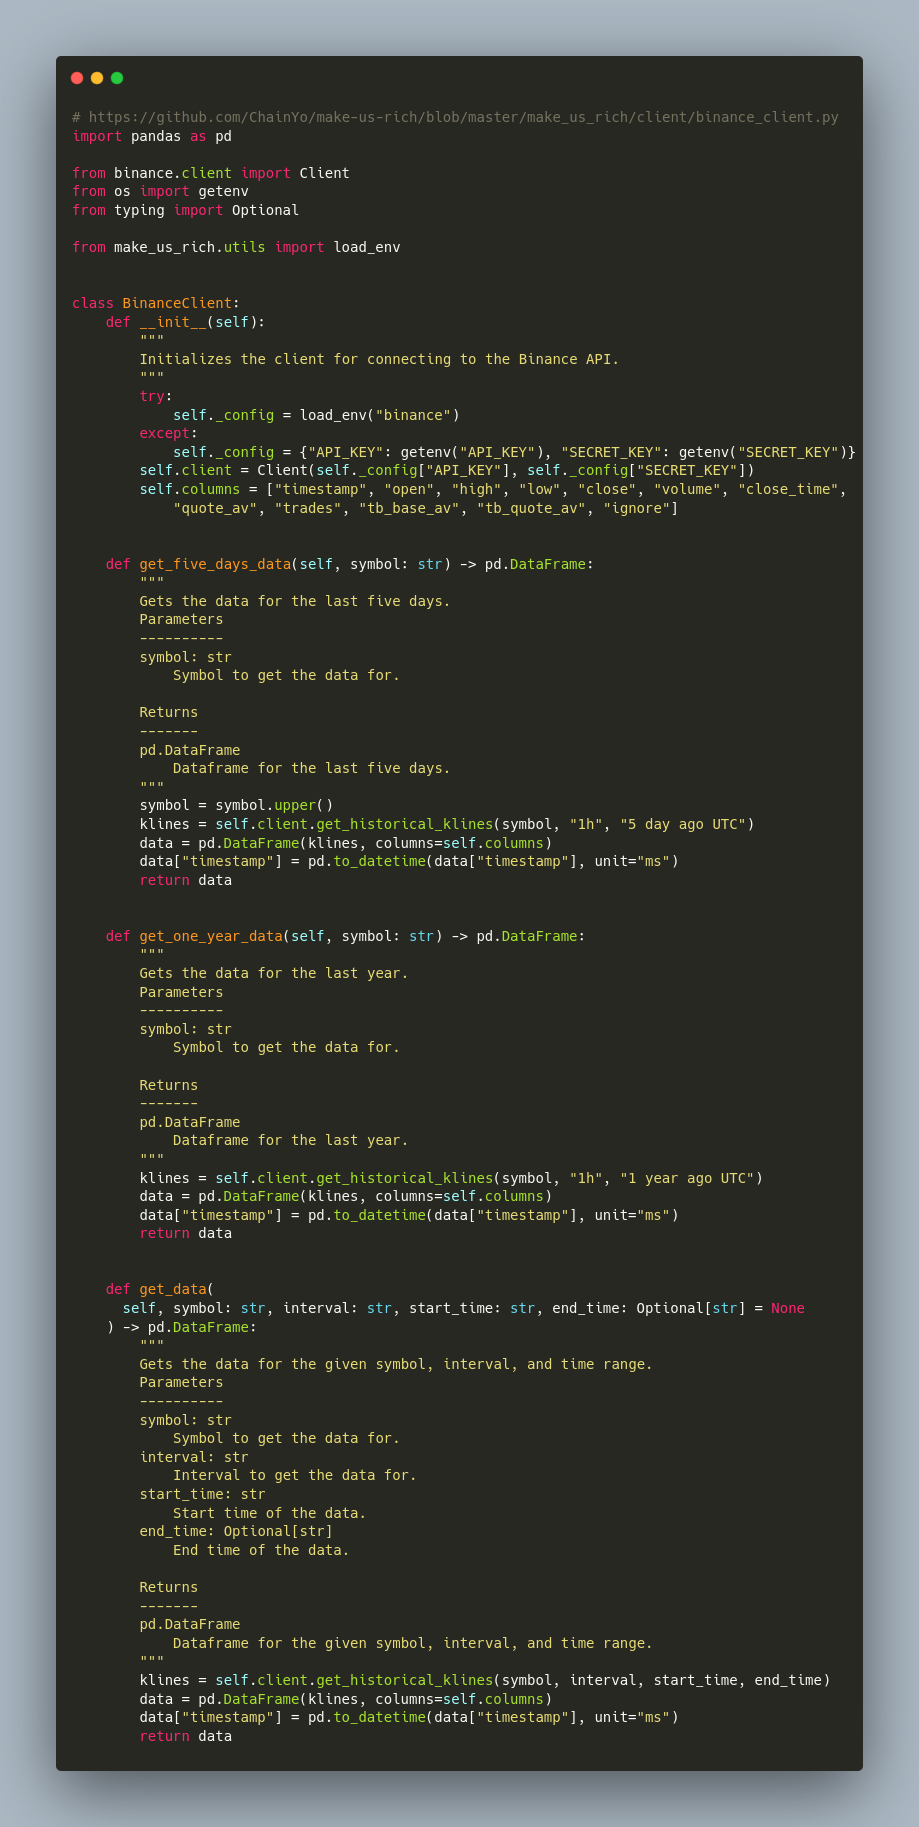 # https://github.com/ChainYo/make-us-rich/blob/master/make_us_rich/client/binance_client.py
import pandas as pd

from binance.client import Client
from os import getenv
from typing import Optional

from make_us_rich.utils import load_env


class BinanceClient:
    def __init__(self):
        """
        Initializes the client for connecting to the Binance API.
        """
        try:
            self._config = load_env("binance")
        except:
            self._config = {"API_KEY": getenv("API_KEY"), "SECRET_KEY": getenv("SECRET_KEY")}
        self.client = Client(self._config["API_KEY"], self._config["SECRET_KEY"])
        self.columns = ["timestamp", "open", "high", "low", "close", "volume", "close_time",
            "quote_av", "trades", "tb_base_av", "tb_quote_av", "ignore"]


    def get_five_days_data(self, symbol: str) -> pd.DataFrame:
        """
        Gets the data for the last five days.
        Parameters
        ----------
        symbol: str
            Symbol to get the data for.

        Returns
        -------
        pd.DataFrame
            Dataframe for the last five days.
        """
        symbol = symbol.upper()
        klines = self.client.get_historical_klines(symbol, "1h", "5 day ago UTC")
        data = pd.DataFrame(klines, columns=self.columns)
        data["timestamp"] = pd.to_datetime(data["timestamp"], unit="ms")
        return data


    def get_one_year_data(self, symbol: str) -> pd.DataFrame:
        """
        Gets the data for the last year.
        Parameters
        ----------
        symbol: str
            Symbol to get the data for.

        Returns
        -------
        pd.DataFrame
            Dataframe for the last year.
        """
        klines = self.client.get_historical_klines(symbol, "1h", "1 year ago UTC")
        data = pd.DataFrame(klines, columns=self.columns)
        data["timestamp"] = pd.to_datetime(data["timestamp"], unit="ms")
        return data


    def get_data(
      self, symbol: str, interval: str, start_time: str, end_time: Optional[str] = None
    ) -> pd.DataFrame:
        """
        Gets the data for the given symbol, interval, and time range.
        Parameters
        ----------
        symbol: str
            Symbol to get the data for.
        interval: str
            Interval to get the data for.
        start_time: str
            Start time of the data.
        end_time: Optional[str]
            End time of the data.

        Returns
        -------
        pd.DataFrame
            Dataframe for the given symbol, interval, and time range.
        """
        klines = self.client.get_historical_klines(symbol, interval, start_time, end_time)
        data = pd.DataFrame(klines, columns=self.columns)
        data["timestamp"] = pd.to_datetime(data["timestamp"], unit="ms")
        return data